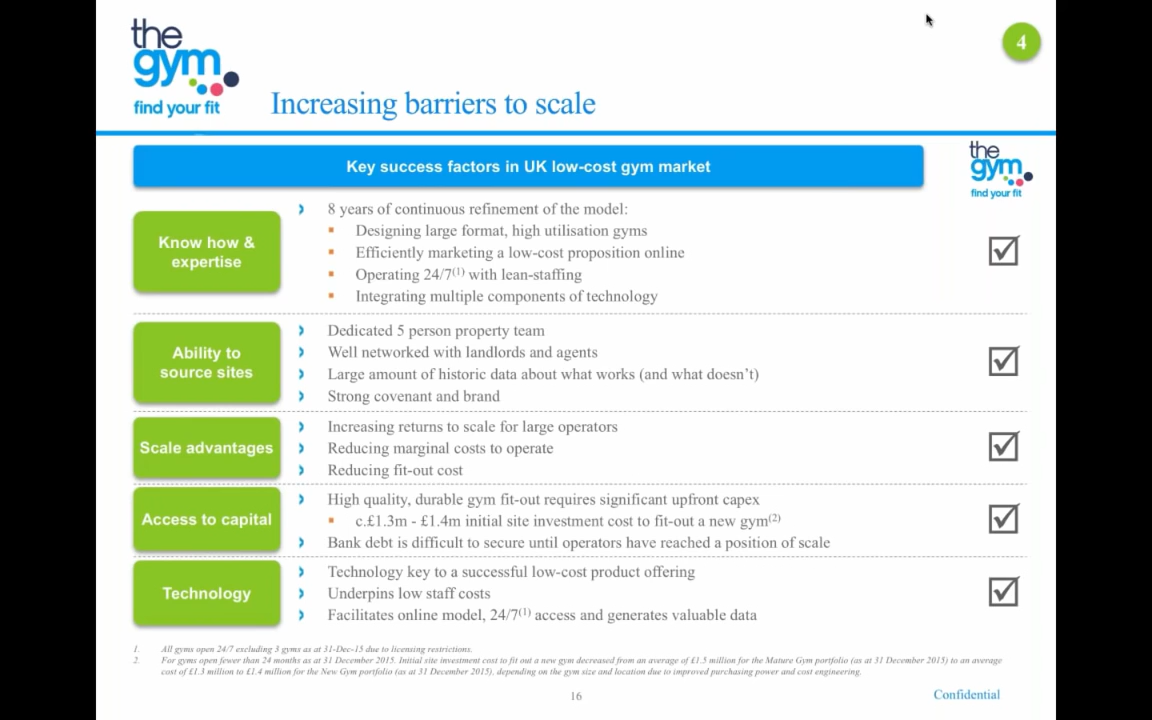 the
gym
find your fit
4
Increasing barriers to scale
Key success factors in UK low-cost gym market
the
gym
find your fit
Know how &
expertise
8 years of continuous refinement of the model:
Designing large format, high utilisation gyms
Efficiently marketing a low-cost proposition online
Operating 24/7(1) with lean-staffing
Integrating multiple components of technology
Ability to
source sites
Dedicated 5 person property team
Well networked with landlords and agents
Large amount of historic data about what works (and what doesn't)
Strong covenant and brand
Scale advantages
Increasing returns to scale for large operators
Reducing marginal costs to operate
Reducing fit-out cost
Access to capital
High quality, durable gym fit-out requires significant upfront capex
c.£1.3m - £1.4m initial site investment cost to fit-out a new gym(2)
Bank debt is difficult to secure until operators have reached a position of scale
Technology
Technology key to a successful low-cost product offering
Underpins low staff costs
Facilitates online model, 24/7(1) access and generates valuable data
1. All gyms open 24/7 excluding 3 gyms as at 31-Dec-15 due to licensing restrictions.
2. For gyms open fewer than 24 months as at 31 December 2015. Initial site investment cost to fit out a new gym decreased from an average of £1.5 million for the Mature Gym portfolio (as at 31 December 2015) to an average
cost of £1.3 million to £1.4 million for the New Gym portfolio (as at 31 December 2015), depending on the gym size and location due to improved purchasing power and cost engineering.
16
Confidential